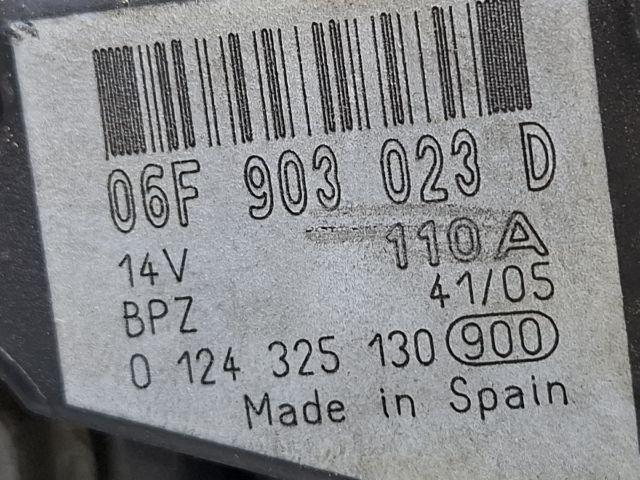 06F 903 023 D
110A
14V
41/05
BPZ
0 124 325 130 900
Made in Spain